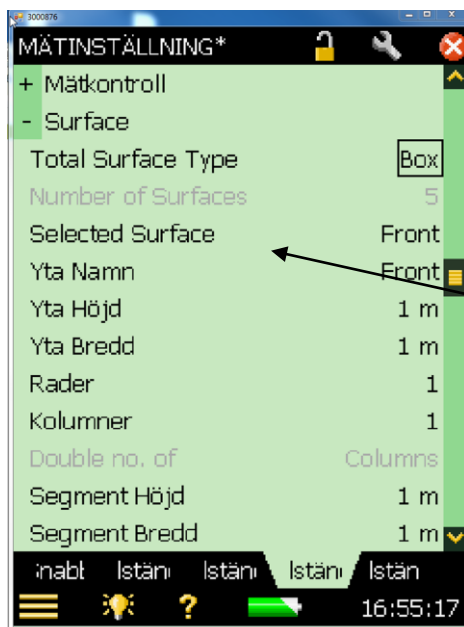 3000876
MÄTINSTÄLLNING*
+ Mätkontroll
- Surface
Total Surface Type Box
Number of Surfaces 5
Selected Surface Front
Yta Namn Front
Yta Höjd 1 m
Yta Bredd 1 m
Rader 1
Kolumner 1
Double no. of Columns
Segment Höjd 1 m
Segment Bredd 1 m
Istän
? 16:55:17